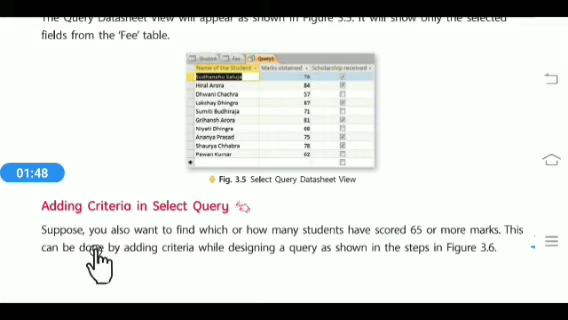 The Query Datasheet View will appear as shown in Figure 3.5. It will show only the selected
fields from the 'Fee' table.
Student Fee Query1
Name of the Student Marks obtained Scholarship received
Sudhanshu Saluja 76
Hiral Arora 84
Dhwani Chachra 57
Lakshay Dhingra 87
Sumiti Budhiraja 71
Grihansh Arora 81
Niyati Dhingra 60
Ananya Prasad 75
Shaurya Chhabra 78
Pawan Kumar 62
01:48
Fig. 3.5 Select Query Datasheet View
Adding Criteria in Select Query
Suppose, you also want to find which or how many students have scored 65 or more marks. This
can be done by adding criteria while designing a query as shown in the steps in Figure 3.6.